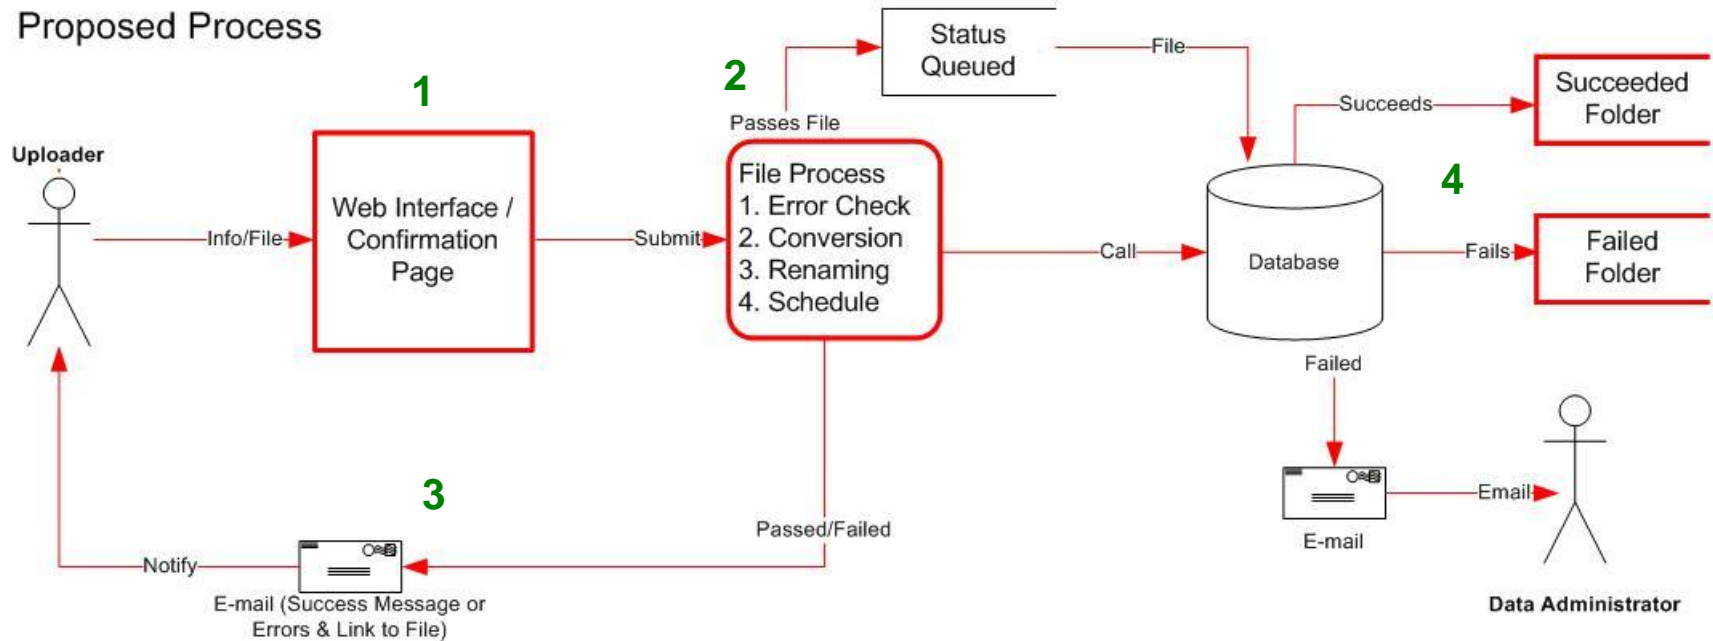 Proposed Process
1
2
Status
Queued
File
Succeeded
Folder
Succeeds
Passes File
Uploader
File Process
1. Error Check
2. Conversion
3. Renaming
4. Schedule
4
Web Interface /
Confirmation
Page
Info/File
Submit
Call
Database
Fails
Failed
Folder
Failed
3
Email
Passed/Failed
E-mail
Notify
E-mail (Success Message or
Errors & Link to File)
Data Administrator